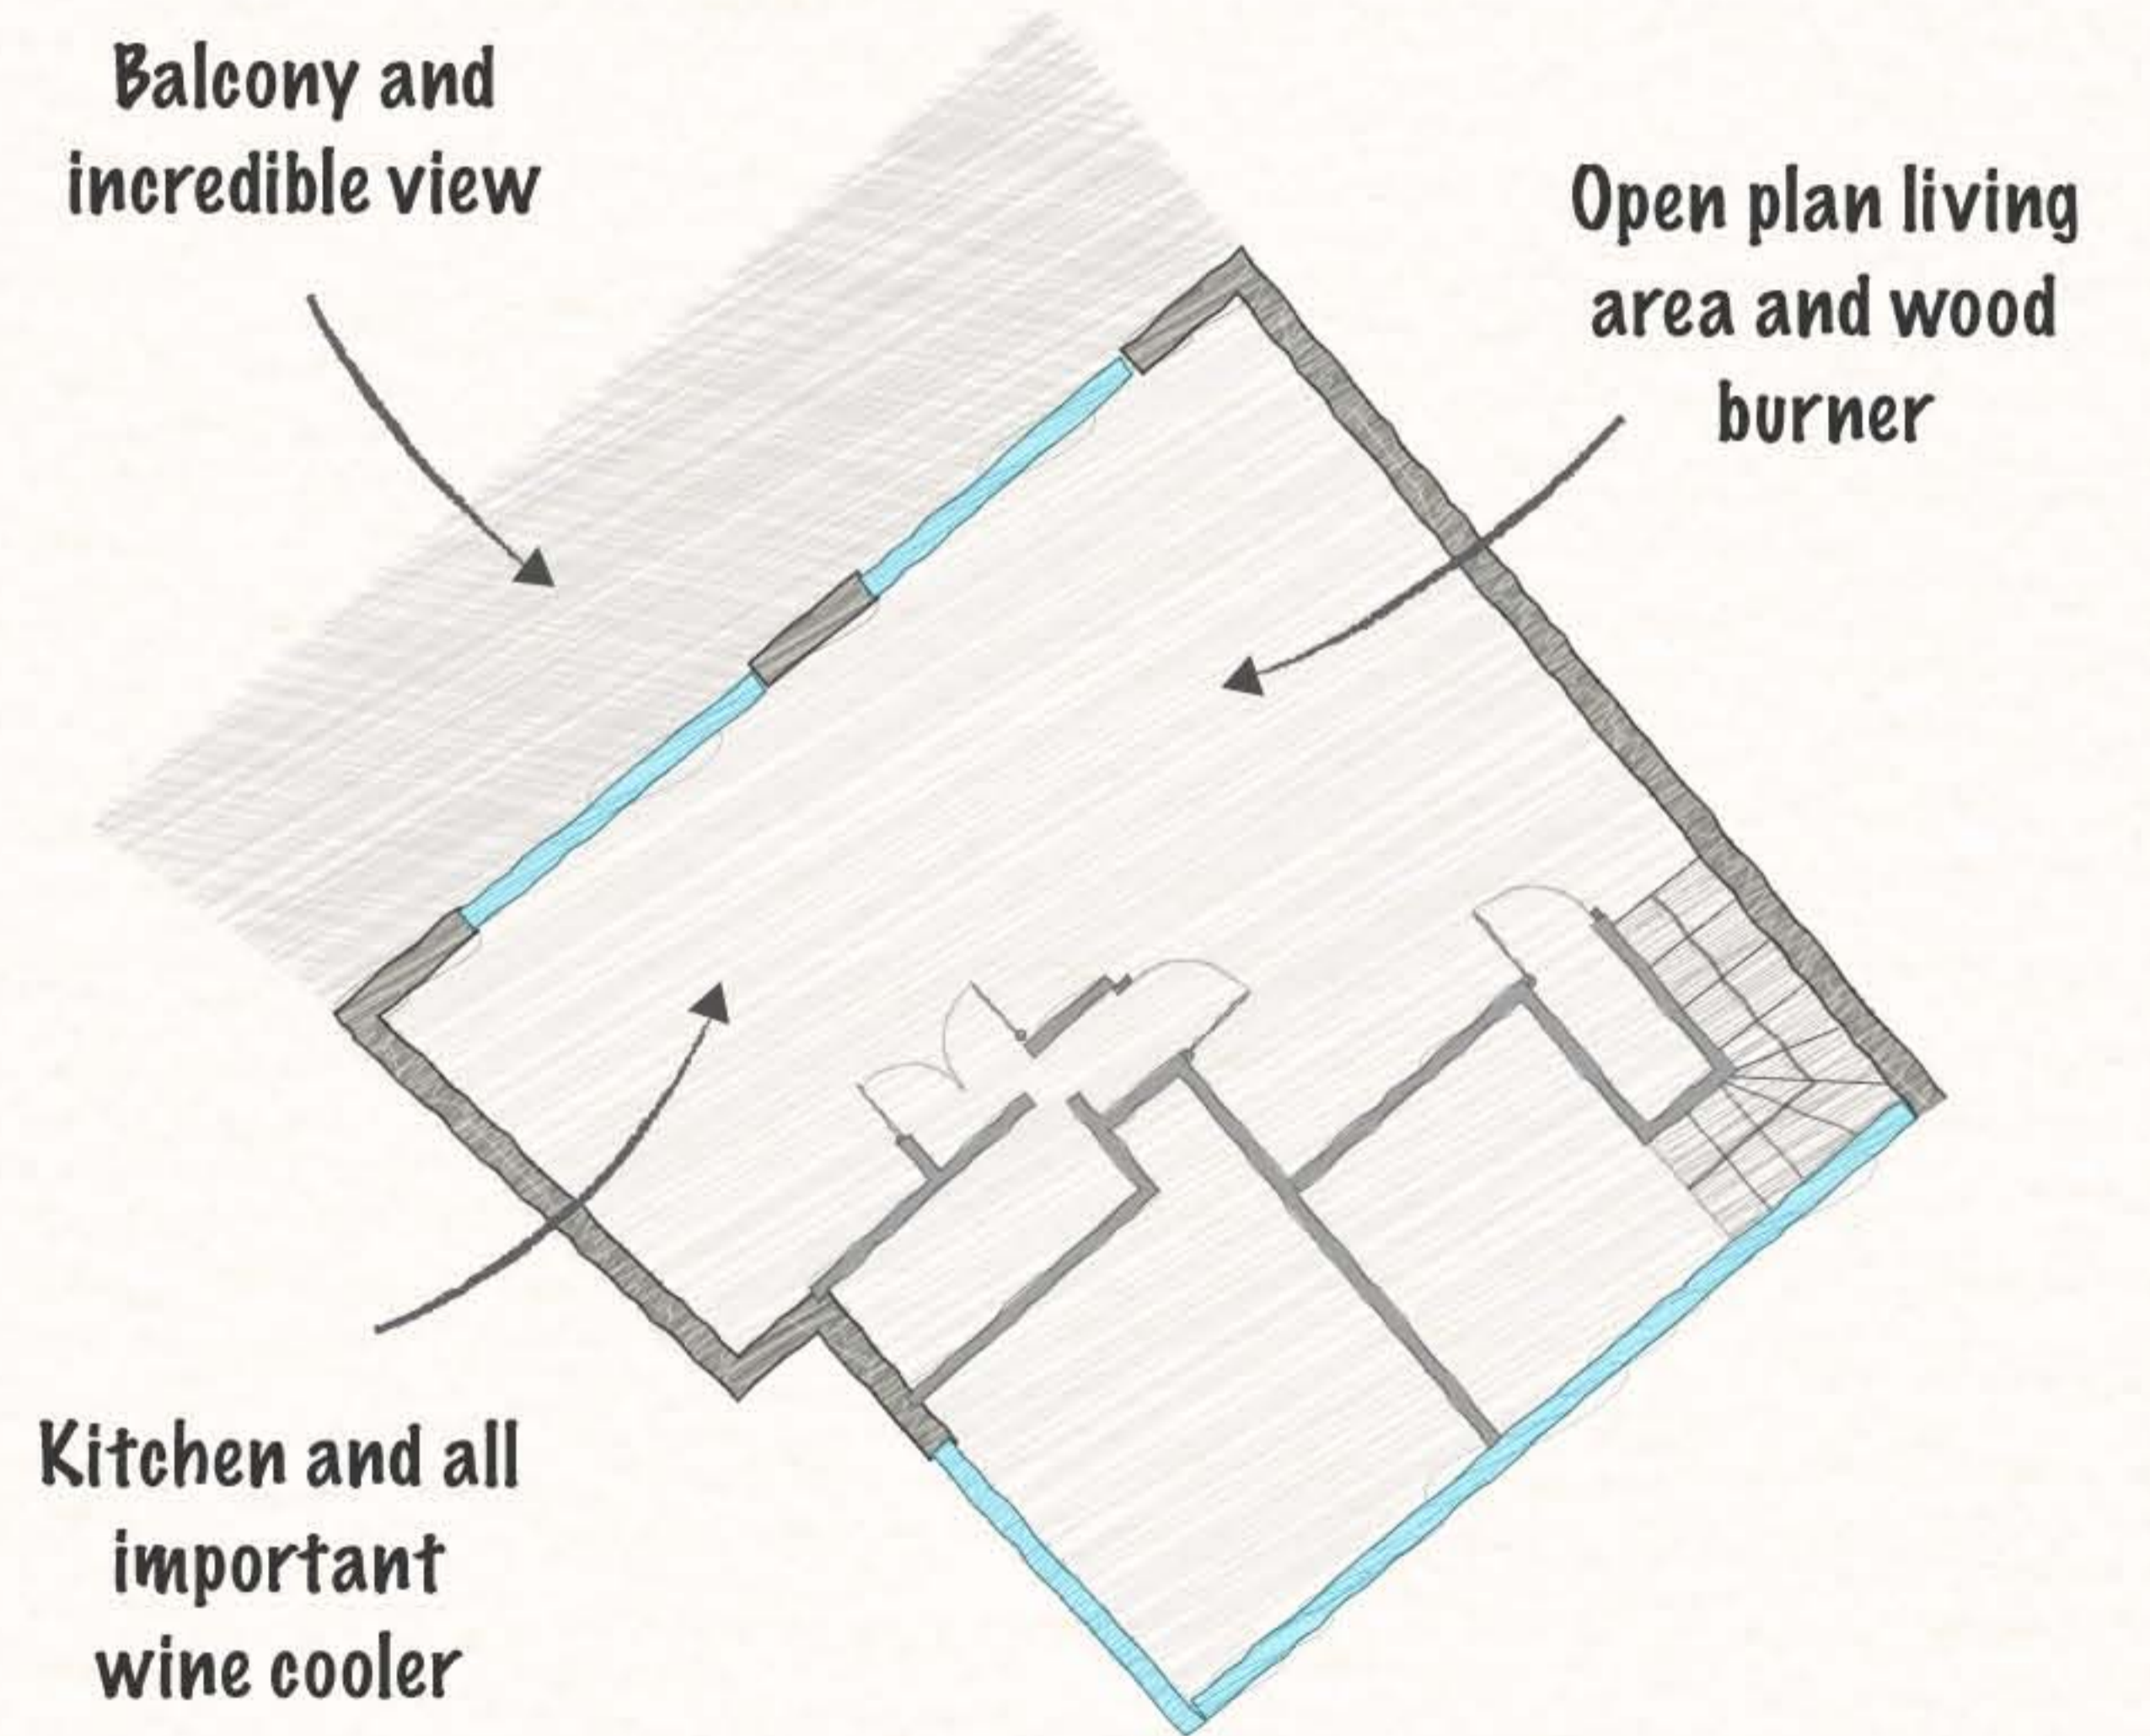 Balcony and
incredible view
Open plan living
area and wood
burner
Kitchen and all
important
wine cooler